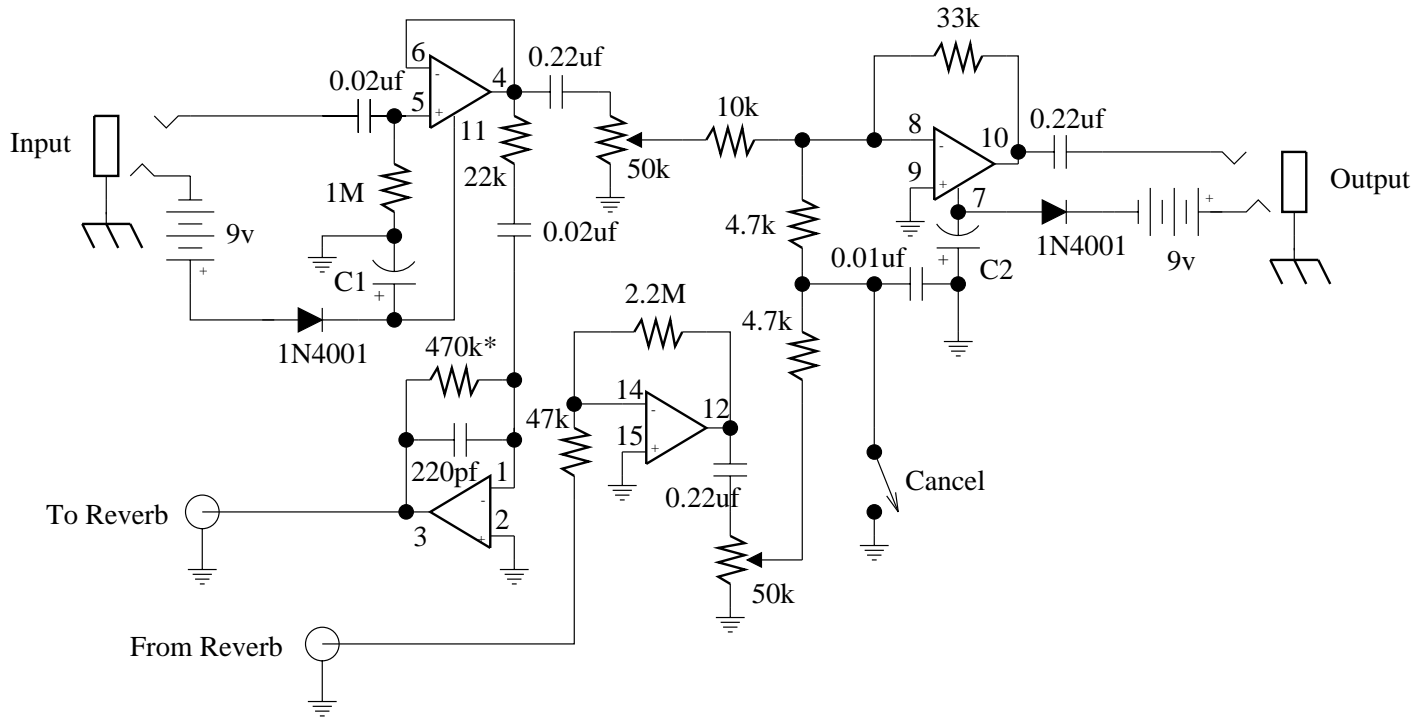 33k
6
0.22uf
0.02uf
4
5
10k
8
10
0.22uf
Input
11
50k
9
Output
22k
7
1M
4.7k
9v
0.02uf
0.01uf
1N4001
C1
C2
9v
2.2M
4.7k
1N4001
470k*
14
12
47k
15
220pf
1
Cancel
0.22uf
To Reverb
2
3
50k
From Reverb